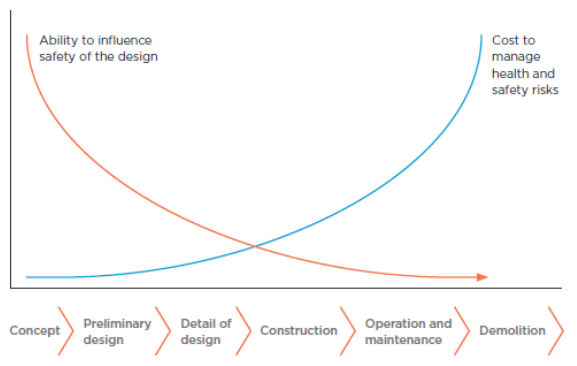 Ability to influence
safety of the design
Cost to
manage
health and
safety risks
Concept
Preliminary
design
Detail of
design
Construction
Operation and
maintenance
Demolition